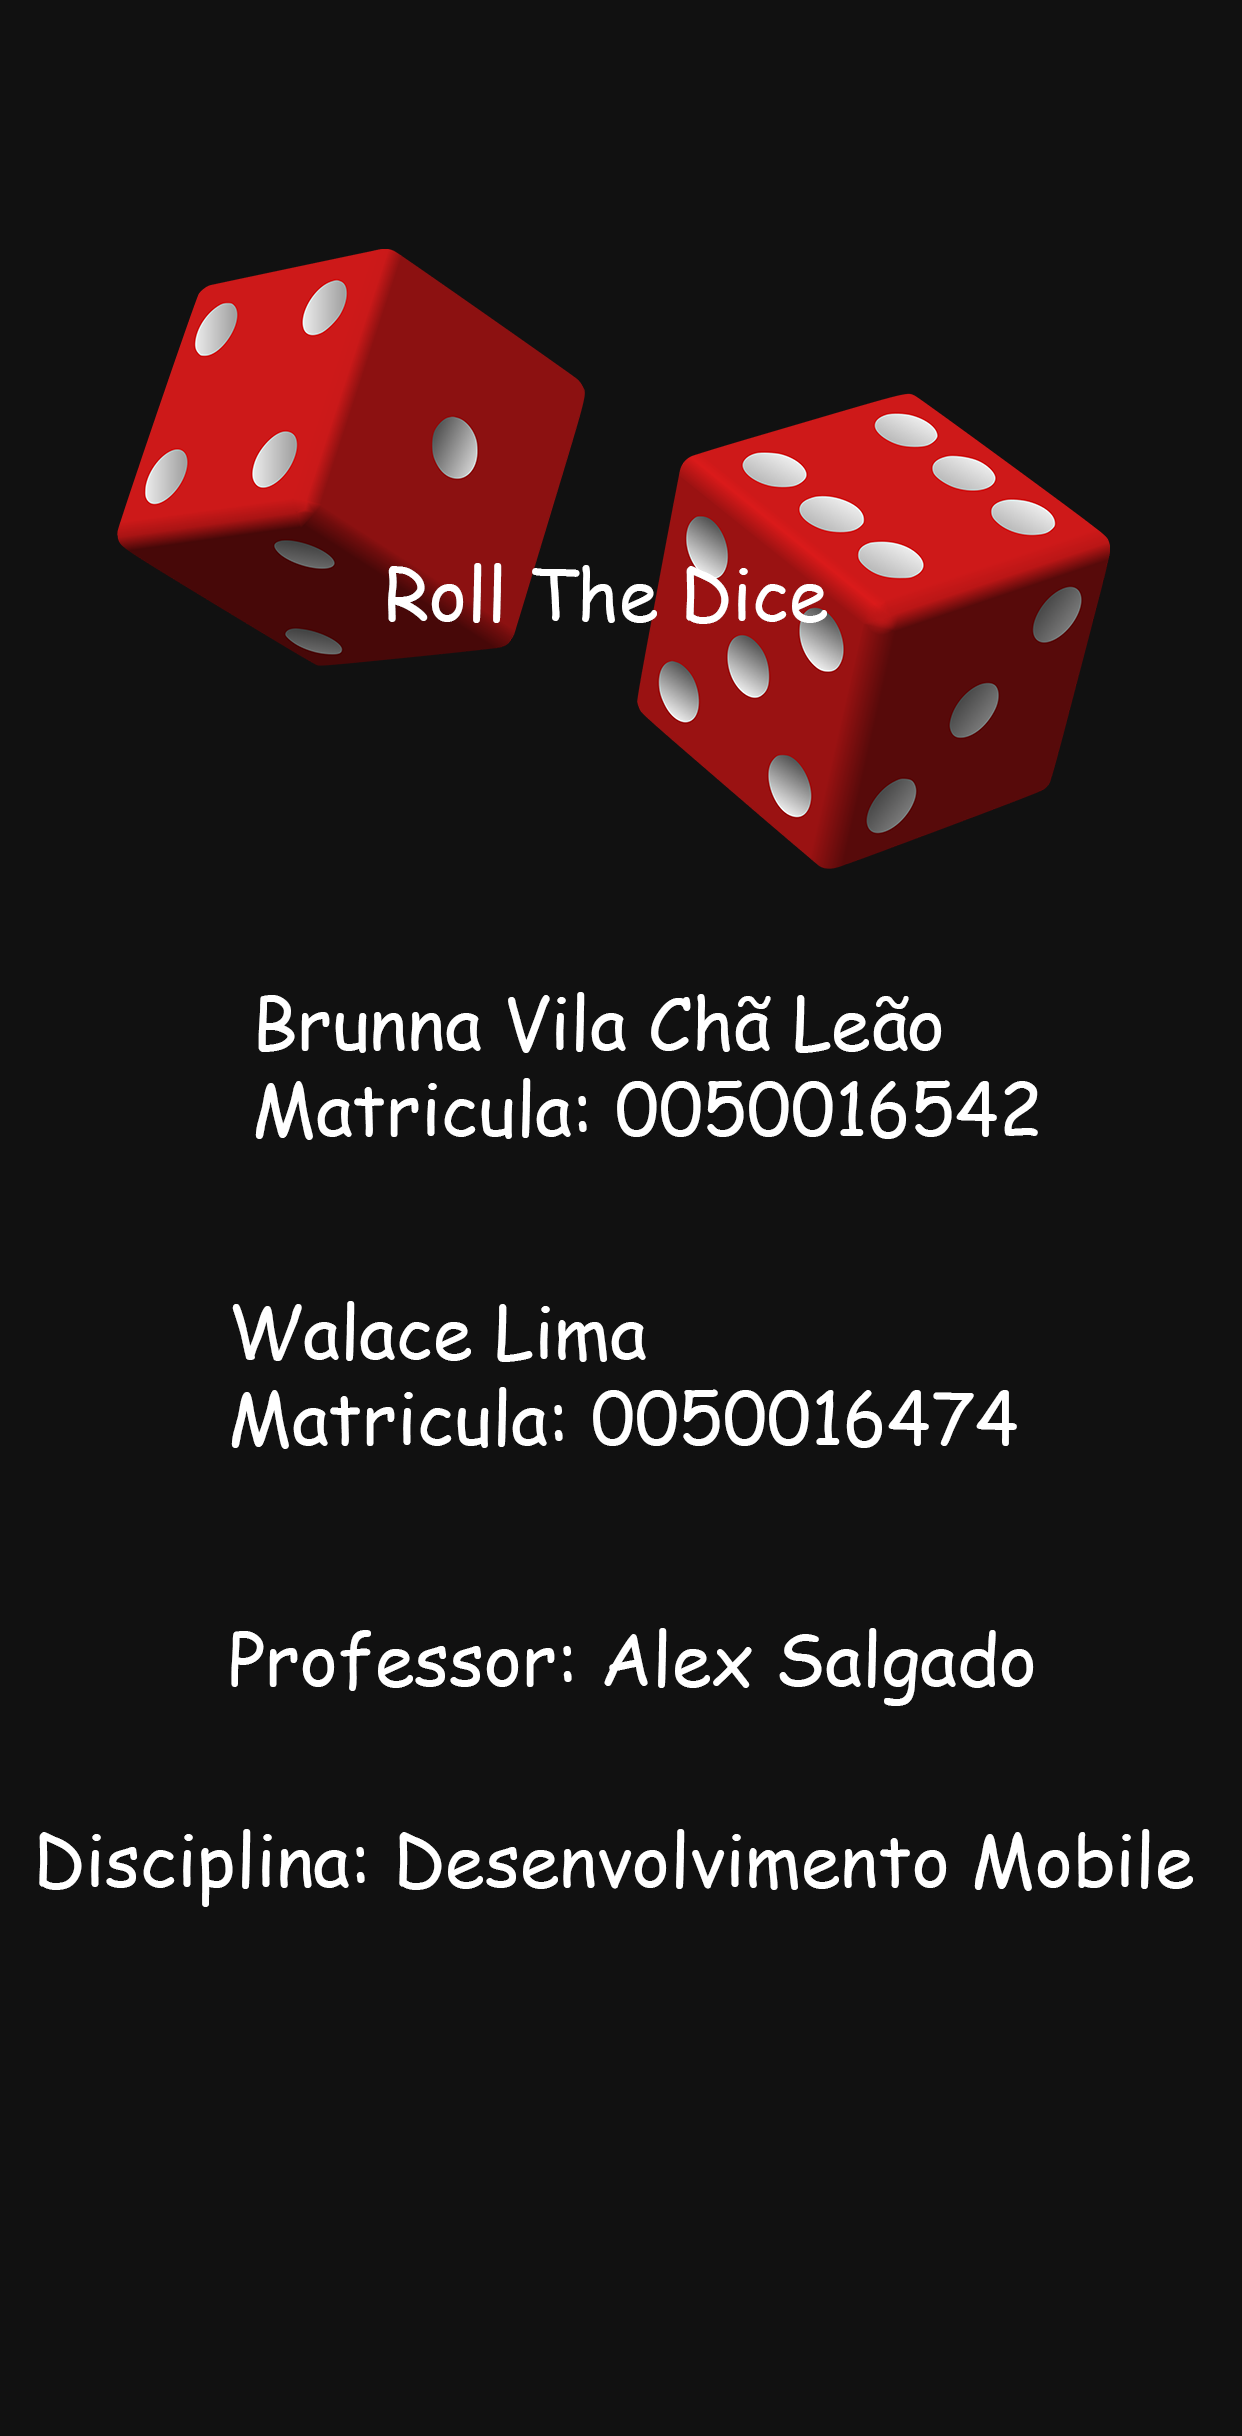 Roll The Dice
Brunna Vila Chã Leão
Matricula: 0050016542
Walace Lima
Matricula: 0050016474
Professor: Alex Salgado
Disciplina: Desenvolvimento Mobile